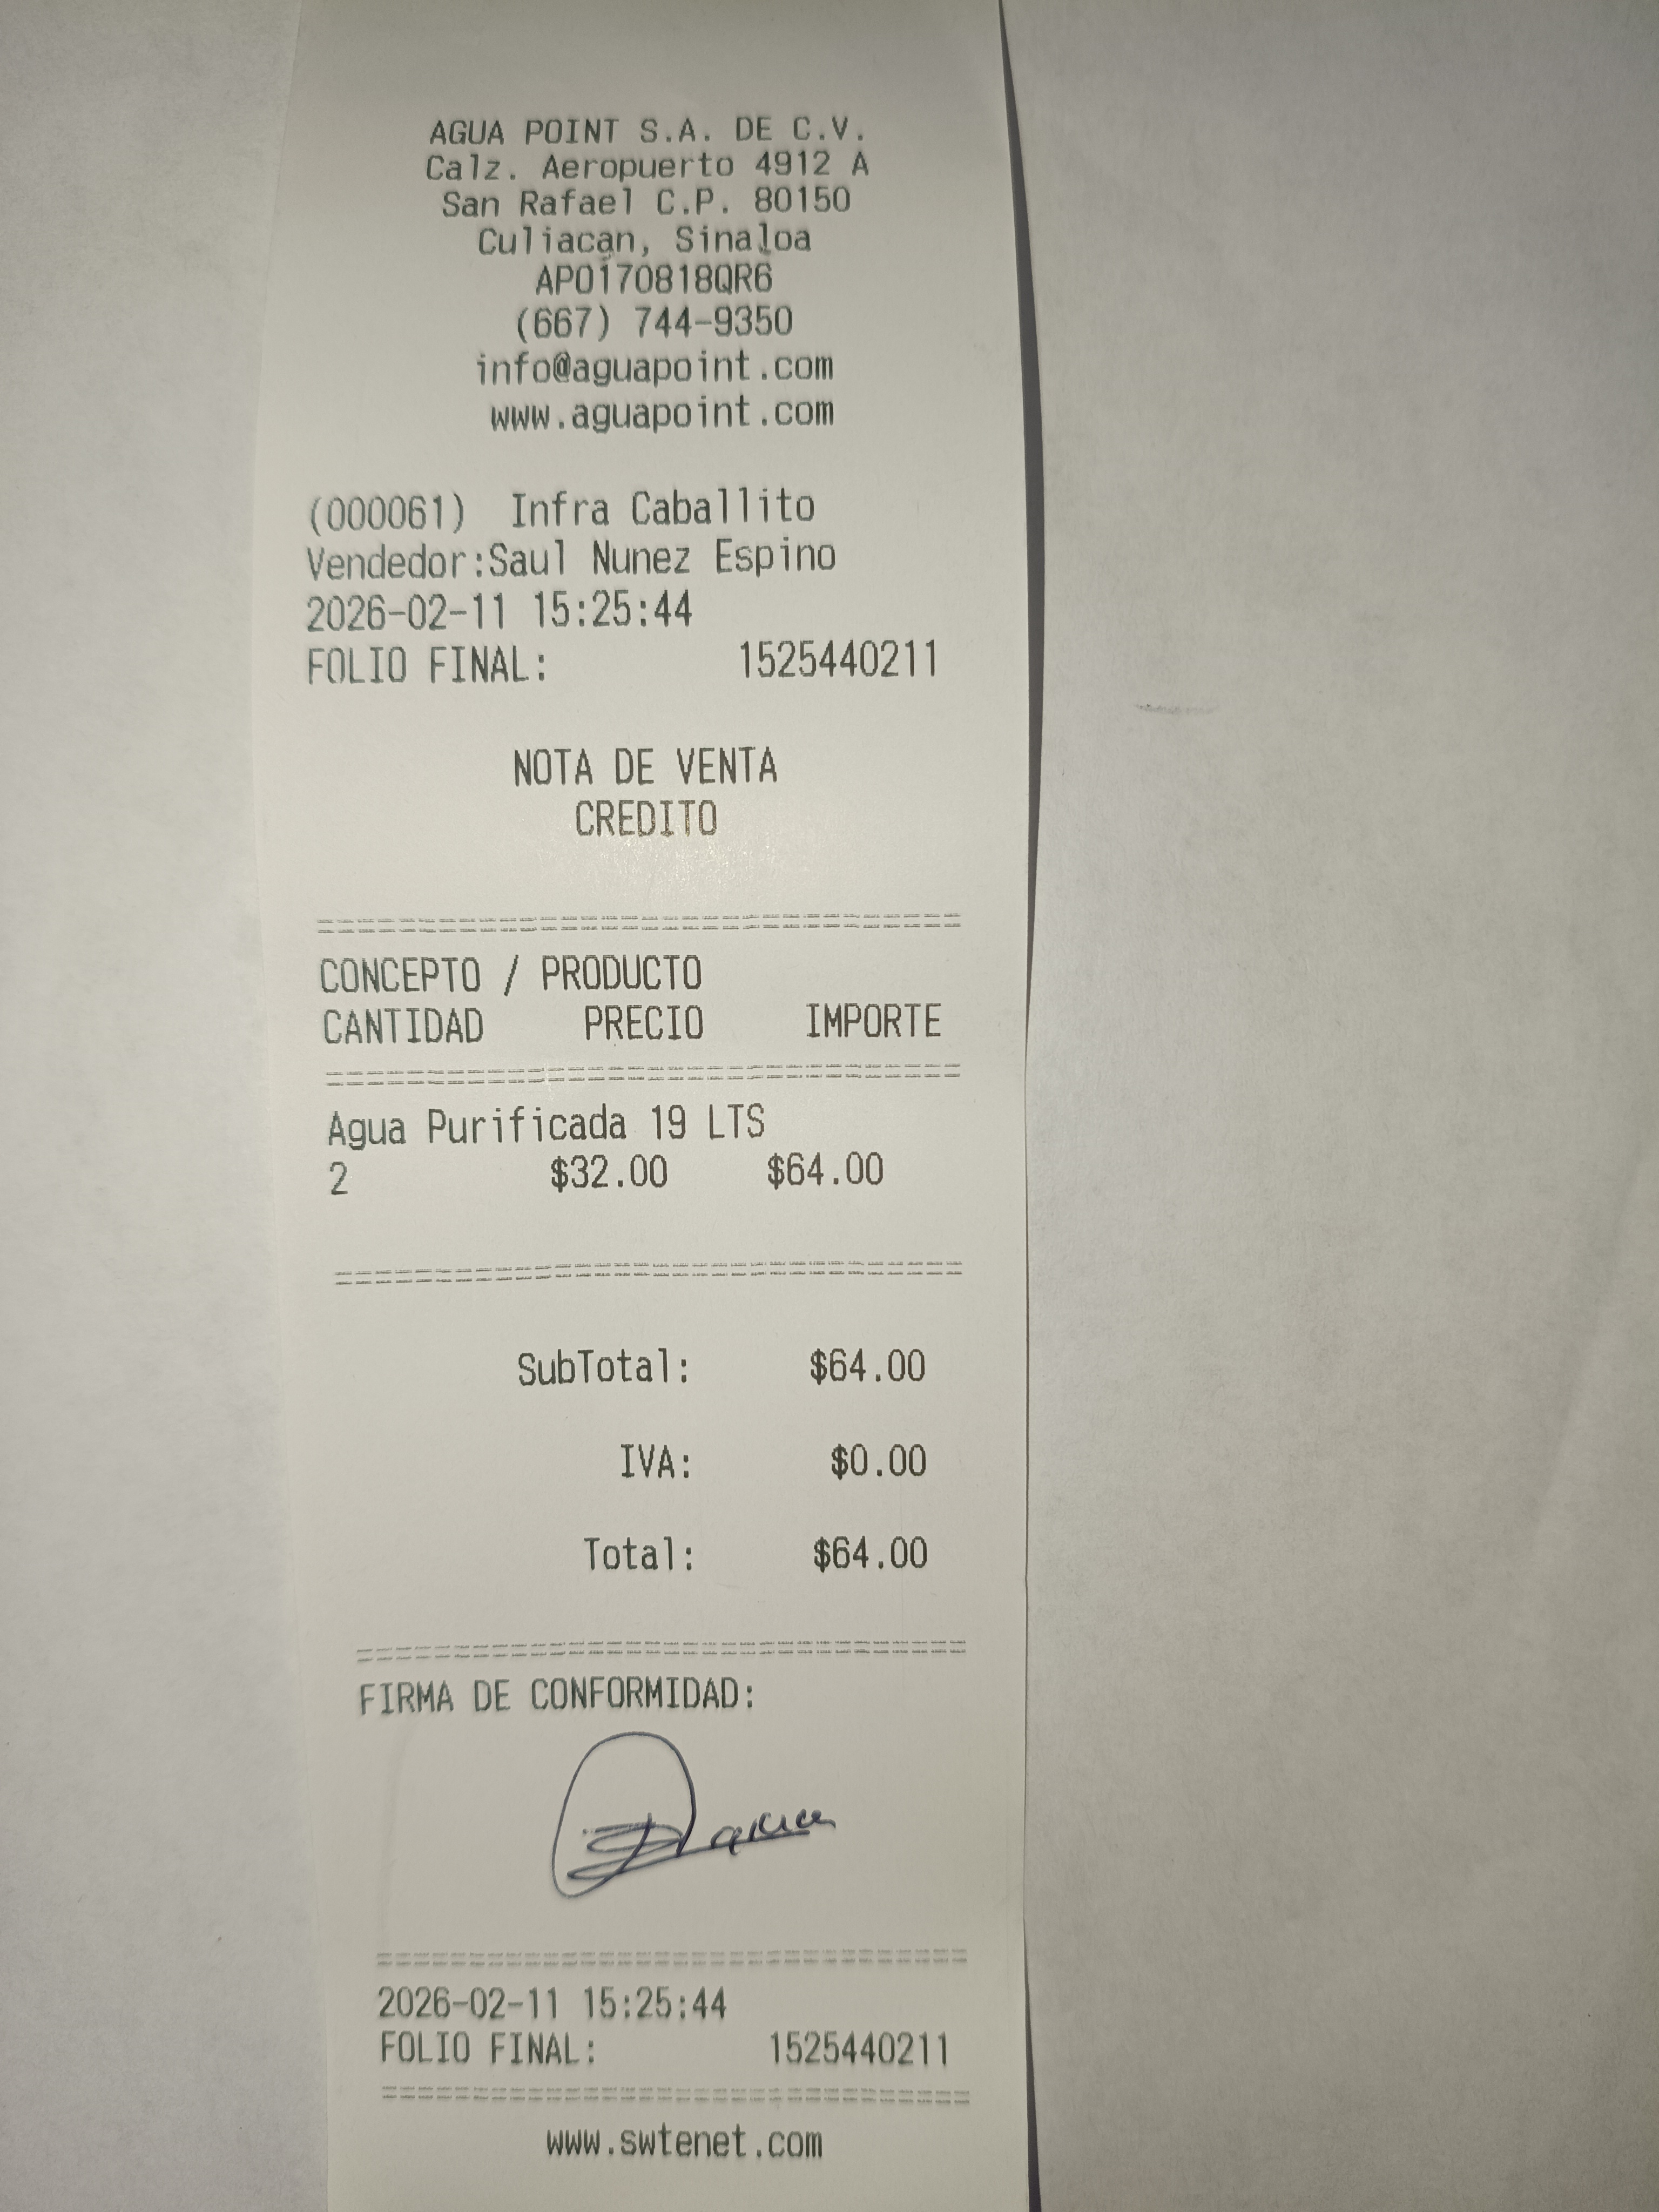 AGUA POINT S.A. DE C.V.
Calz. Aeropuerto 4912 A
San Rafael C.P. 80150
Culiacan, Sinaloa
APO170818QR6
(667) 744-9350
info@aguapoint.com
www.aguapoint.com
(000061) Infra Caballito
Vendedor:Saul Nunez Espino
2026-02-11 15:25:44
FOLIO FINAL: 1525440211
NOTA DE VENTA
CREDITO
CONCEPTO / PRODUCTO
CANTIDAD PRECIO IMPORTE
Agua Purificada 19 LTS
2 $32.00 $64.00
SubTotal: $64.00
IVA: $0.00
Total: $64.00
FIRMA DE CONFORMIDAD:
2026-02-11 15:25:44
FOLIO FINAL: 1525440211
www.swtenet.com